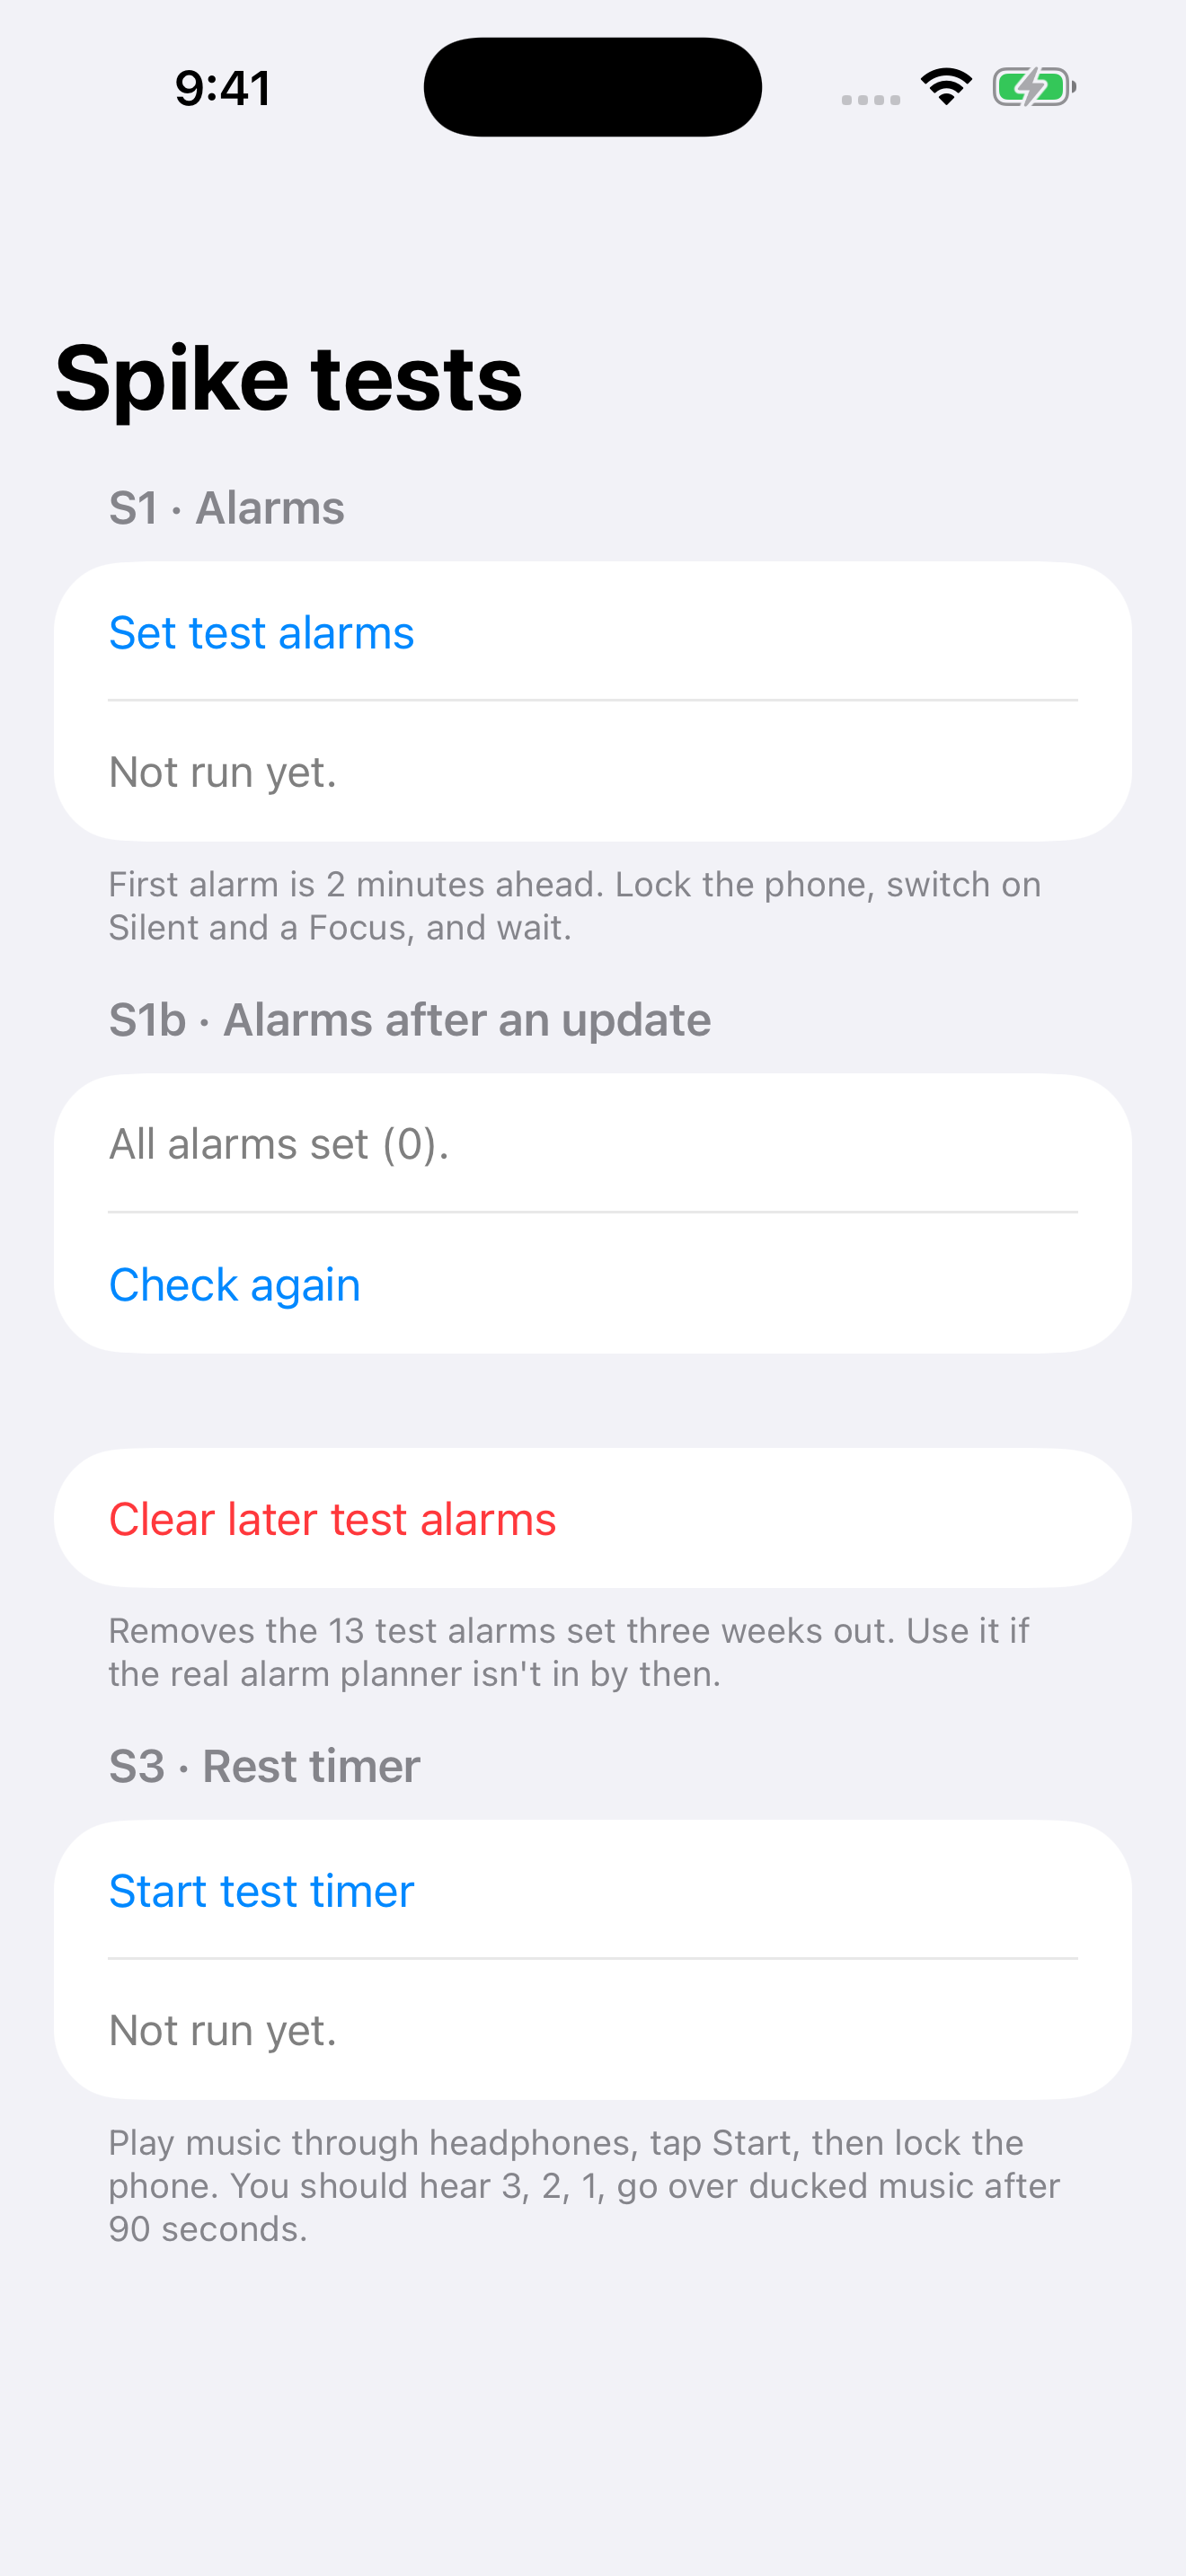 9:41
Spike tests
S1 · Alarms
Set test alarms
Not run yet.
First alarm is 2 minutes ahead. Lock the phone, switch on
Silent and a Focus, and wait.
S1b · Alarms after an update
All alarms set (0).
Check again
Clear later test alarms
Removes the 13 test alarms set three weeks out. Use it if
the real alarm planner isn't in by then.
S3 · Rest timer
Start test timer
Not run yet.
Play music through headphones, tap Start, then lock the
phone. You should hear 3, 2, 1, go over ducked music after
90 seconds.